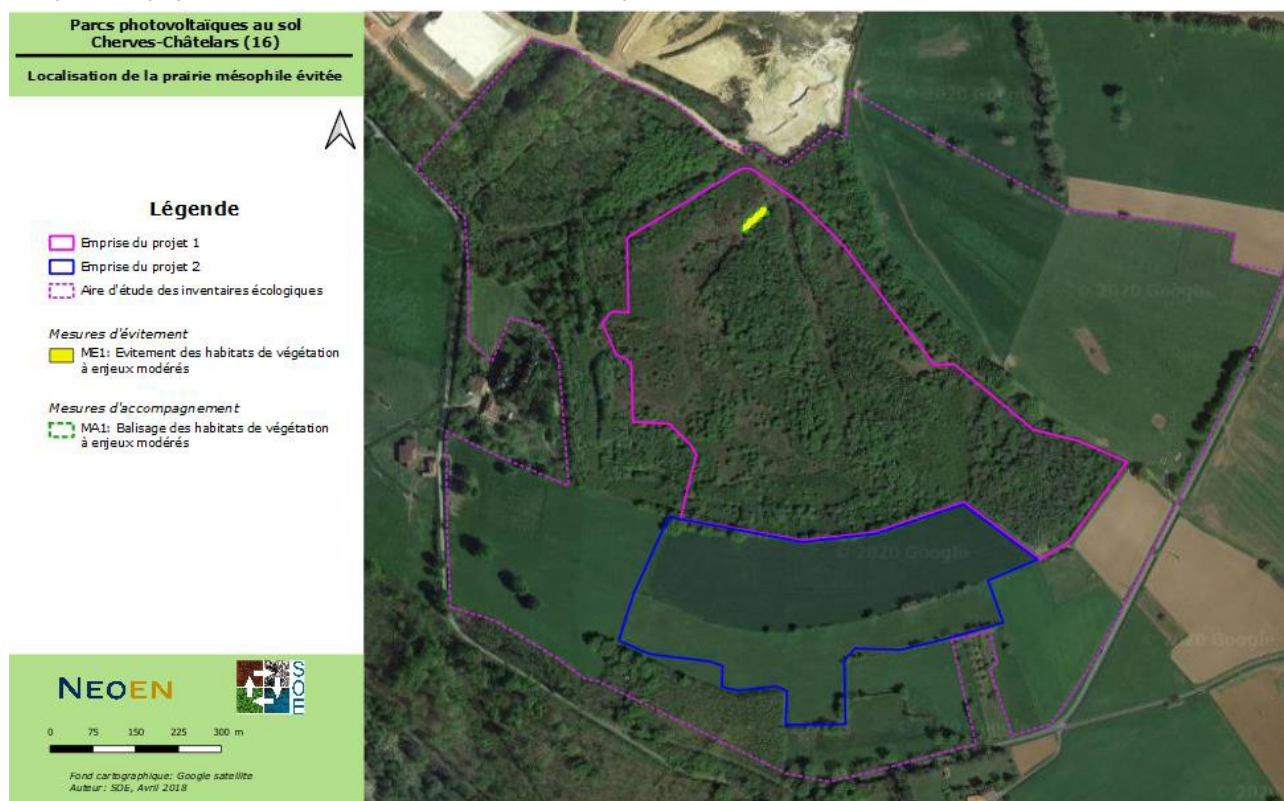 Parcs photovoltaïques au sol
Cherves-Châtelars (16)
Localisation de la prairie mésophile évitée
Légende
Emprise du projet 1
Emprise du projet 2
Aire d'étude des inventaires écologiques
Mesures d'évitement
ME1: Evitement des habitats de végétation
à enjeux modérés
Mesures d'accompagnement
MA1: Balisage des habitats de végétation
à enjeux modérés
NEOEN
SOE
0 75 150 225 300 m
Fond cartographique: Google satellite
Auteur: SOE, Avril 2018
© 2020 Google
© 2020 Google
© 2020 Google
2020 Google